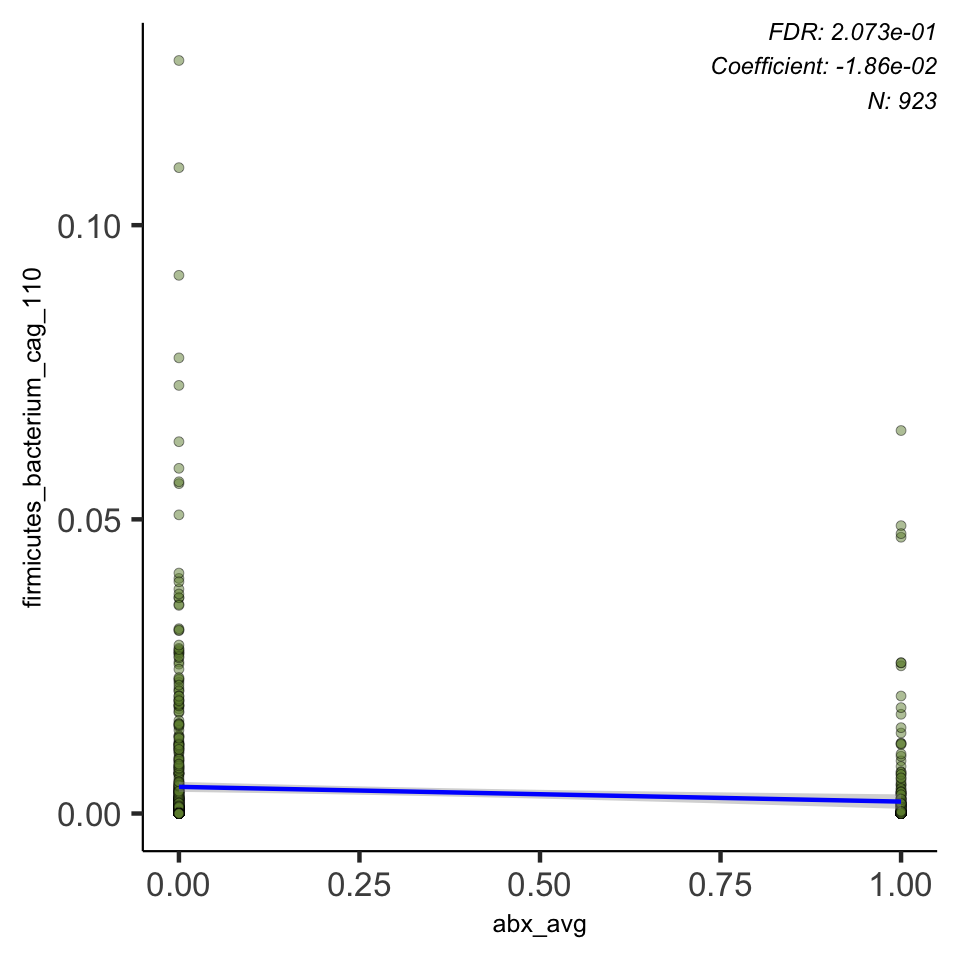 FDR: 2.073e-01
Coefficient: -1.86e-02
N: 923
0.10
0.05
0.00
firmicutes_bacterium_cag_110
0.00 0.25 0.50 0.75 1.00
abx_avg